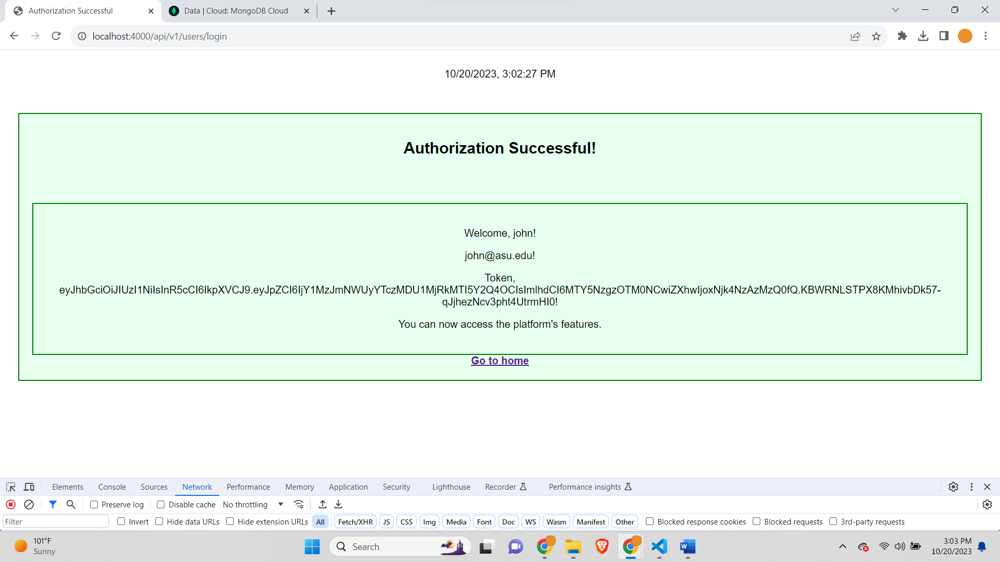 Authorization Successful
Data | Cloud: MongoDB Cloud
localhost:4000/api/v1/users/login
10/20/2023, 3:02:27 PM
Authorization Successful!
Welcome, john!
john@asu.edu!
Token,
eyJhbGciOiJIUzI1NiIsInR5cCI6IkpXVCJ9.eyJpZCI6IjY1MzJmNWUyYTczMDU1MjRkMTI5Y2Q4OCIsImlhdCI6MTY5NzgzOTM0NCwiZXhwIjoxNjk4NzAzMzQ0fQ.KBWRNLSTPX8KMhivbDk57-
qJjhezNcv3pht4UtrmHI0!
You can now access the platform's features.
Go to home
Elements Console Sources Network Performance Memory Application Security Lighthouse Recorder Performance insights
Preserve log Disable cache No throttling
Filter Invert Hide data URLs Hide extension URLs All Fetch/XHR JS CSS Img Media Font Doc WS Wasm Manifest Other Blocked response cookies Blocked requests 3rd-party requests
101°F
Sunny
Search
3:03 PM
10/20/2023